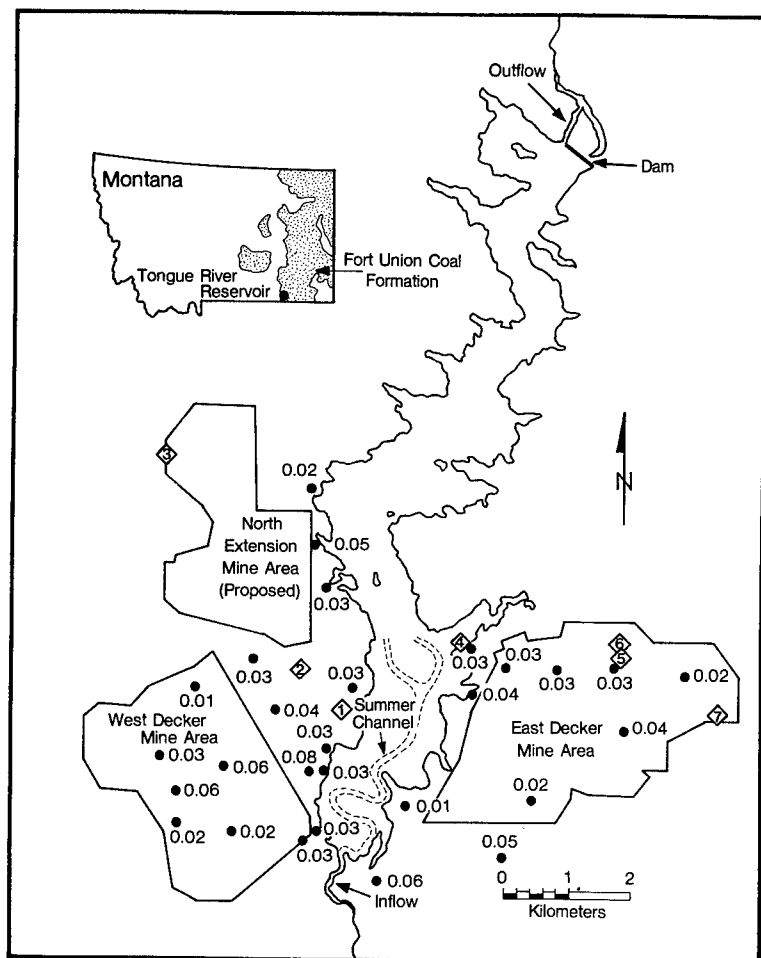 Outflow
Dam
Montana
Fort Union Coal
Formation
Tongue River
Reservoir
3
0.02
N
North
Extension
Mine Area
(Proposed)
0.05
0.03
4
6
5
0.03
0.03
2
0.03
0.03
0.03
0.02
0.01
0.04
1
Summer
Channel
0.04
7
West Decker
Mine Area
East Decker
Mine Area
0.04
0.03
0.03
0.08
0.03
0.06
0.06
0.01
0.02
0.02
0.02
0.03
0.03
0.05
0.06
Inflow
0 1 2
Kilometers